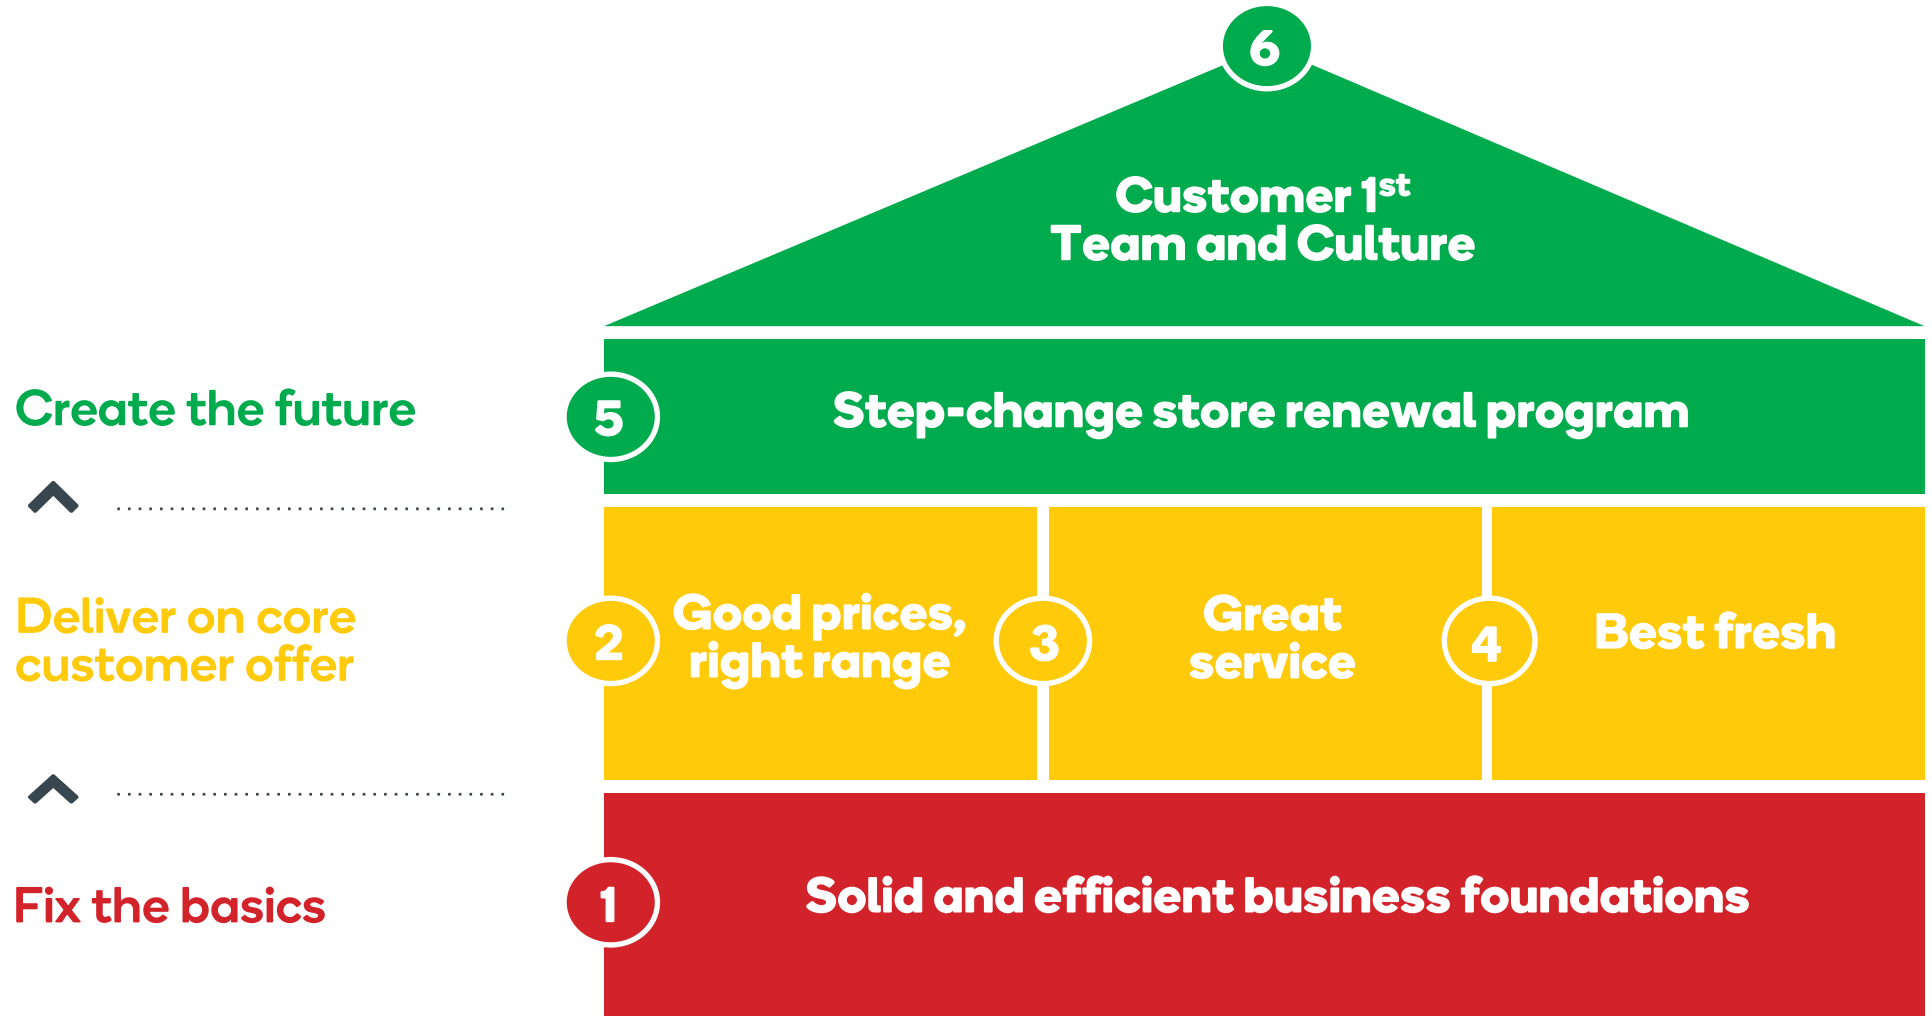 6
Customer 1st
Team and Culture
Create the future
5
Step-change store renewal program
Deliver on core
customer offer
2
Good prices,
right range
3
Great
service
4
Best fresh
Fix the basics
1
Solid and efficient business foundations